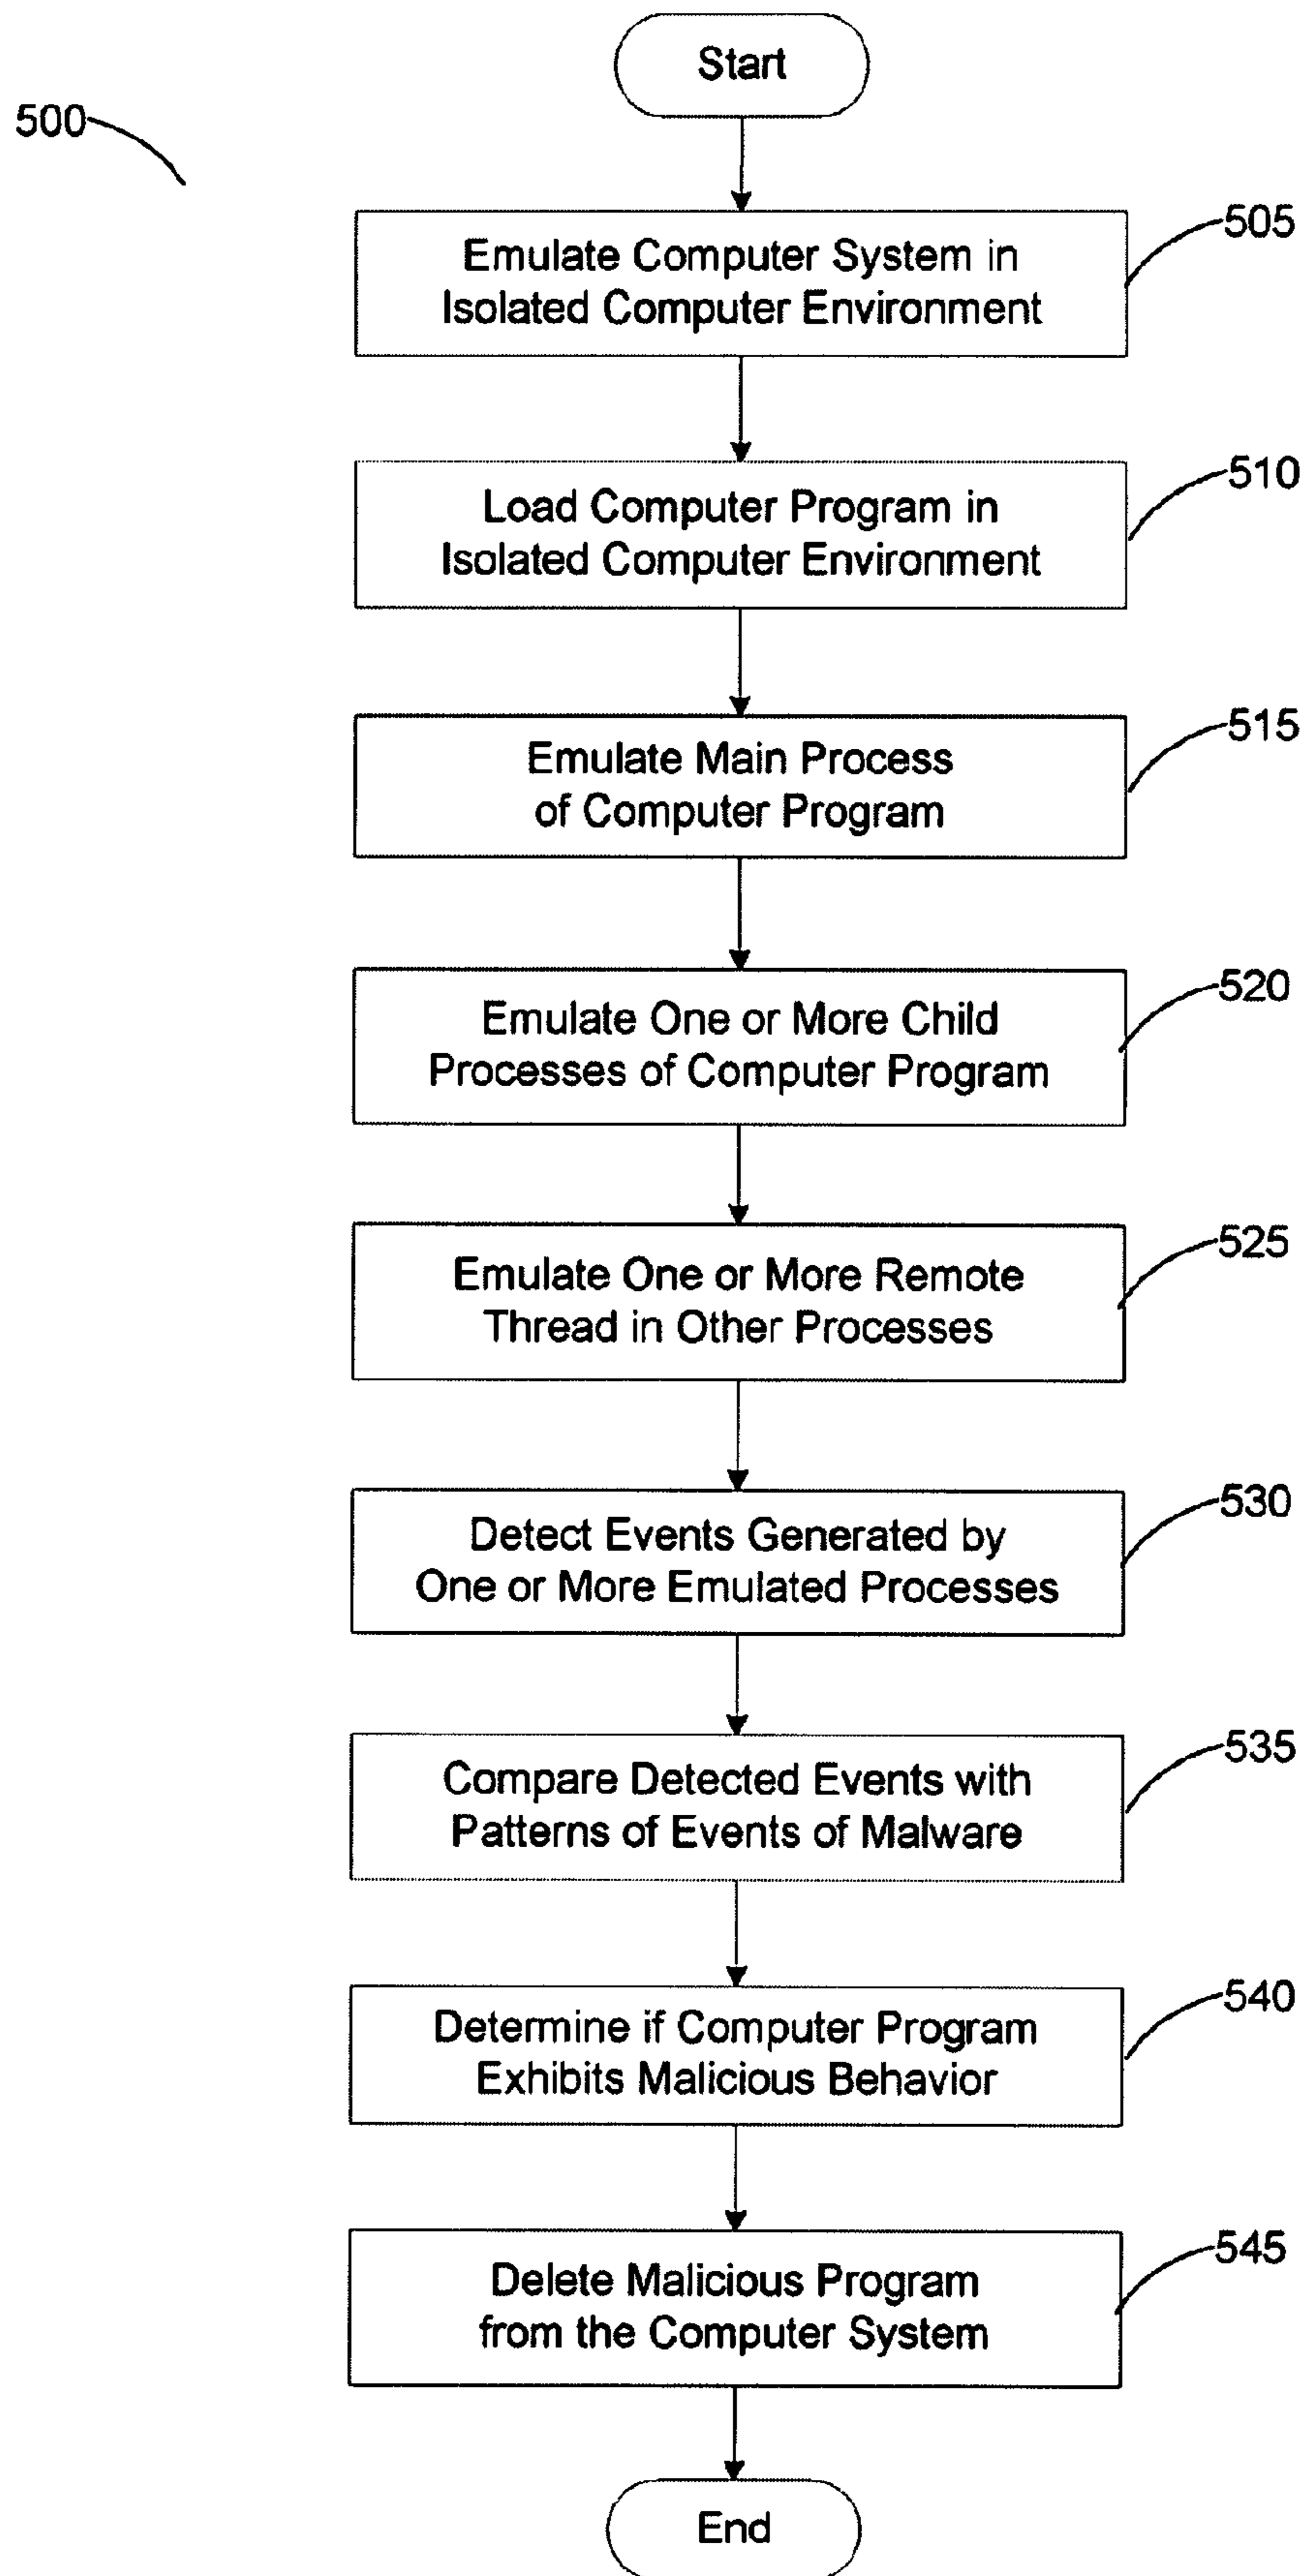 Start
500
Emulate Computer System in
Isolated Computer Environment
505
Load Computer Program in
Isolated Computer Environment
510
Emulate Main Process
of Computer Program
515
Emulate One or More Child
Processes of Computer Program
520
Emulate One or More Remote
Thread in Other Processes
525
Detect Events Generated by
One or More Emulated Processes
530
Compare Detected Events with
Patterns of Events of Malware
535
Determine if Computer Program
Exhibits Malicious Behavior
540
Delete Malicious Program
from the Computer System
545
End